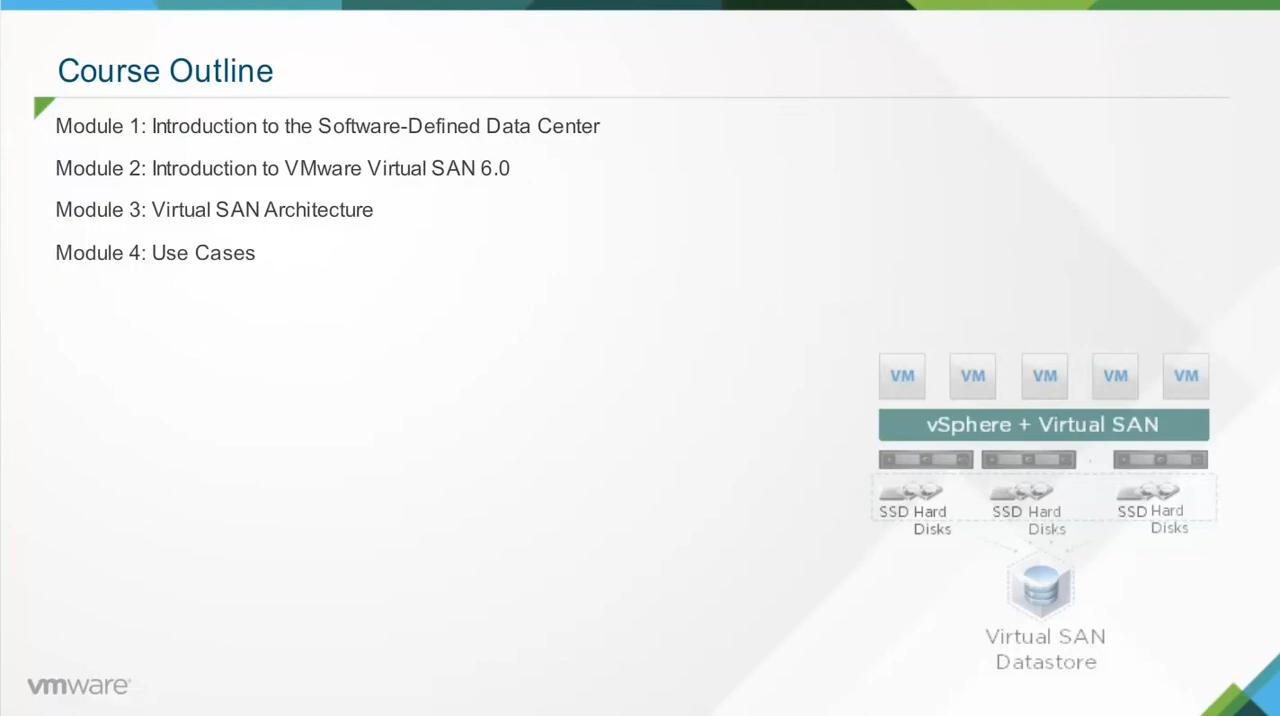 Course Outline
Module 1: Introduction to the Software-Defined Data Center
Module 2: Introduction to VMware Virtual SAN 6.0
Module 3: Virtual SAN Architecture
Module 4: Use Cases
VM VM VM VM VM
vSphere + Virtual SAN
SSD Hard SSD Hard SSD Hard
Disks Disks Disks
Virtual SAN
Datastore
vmware